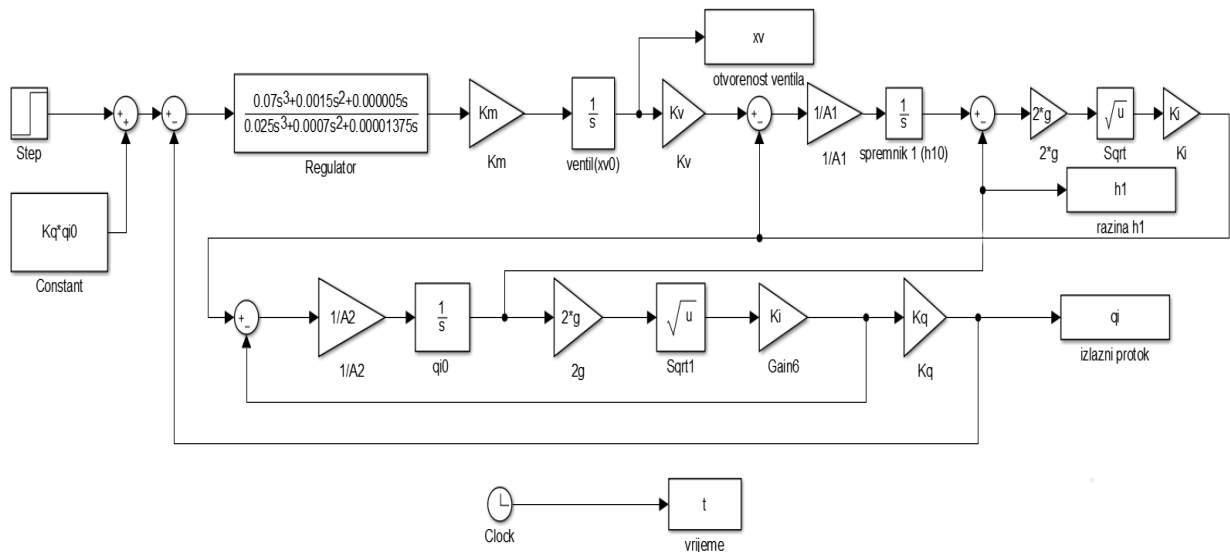 xv
otvorenost ventila
Step
0.07s³+0.0015s²+0.000005s
0.025s³+0.0007s²+0.00001375s
Regulator
Km
Km
1
s
ventil(xv0)
Kv
Kv
1/A1
1/A1
1
s
spremnik 1 (h10)
2*g
2*g
√u
Sqrt
Ki
Ki
Kq*qi0
Constant
h1
razina h1
1/A2
1/A2
1
s
qi0
2*g
2g
√u
Sqrt1
Ki
Gain6
Kq
Kq
qi
izlazni protok
Clock
t
vrijeme